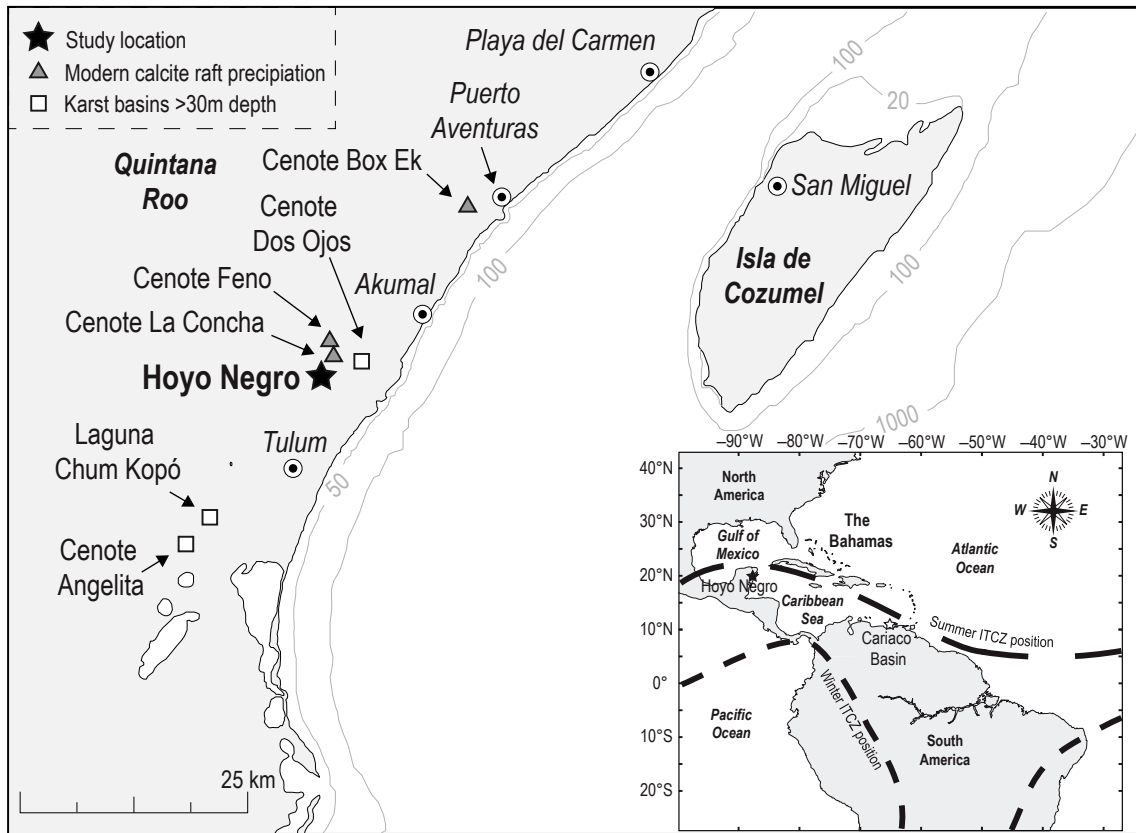 Study location
Modern calcite raft precipiation
Karst basins >30m depth
Playa del Carmen
100
20
Puerto
Aventuras
Quintana
Roo
Cenote Box Ek
San Miguel
Cenote
Dos Ojos
100
Isla de
Cozumel
100
Cenote Feno
Akumal
Cenote La Concha
Hoyo Negro
1000
Laguna
Chum Kopó
Tulum
50
Cenote
Angelita
25 km
–90°W –80°W –70°W –60°W –50°W –40°W –30°W
40°N
30°N
20°N
10°N
0°
–10°S
–20°S
North
America
N
W
E
S
The
Bahamas
Gulf of
Mexico
Atlantic
Ocean
Hoyo Negro
Caribbean
Sea
Summer ITCZ position
Cariaco
Basin
Winter ITCZ position
Pacific
Ocean
South
America